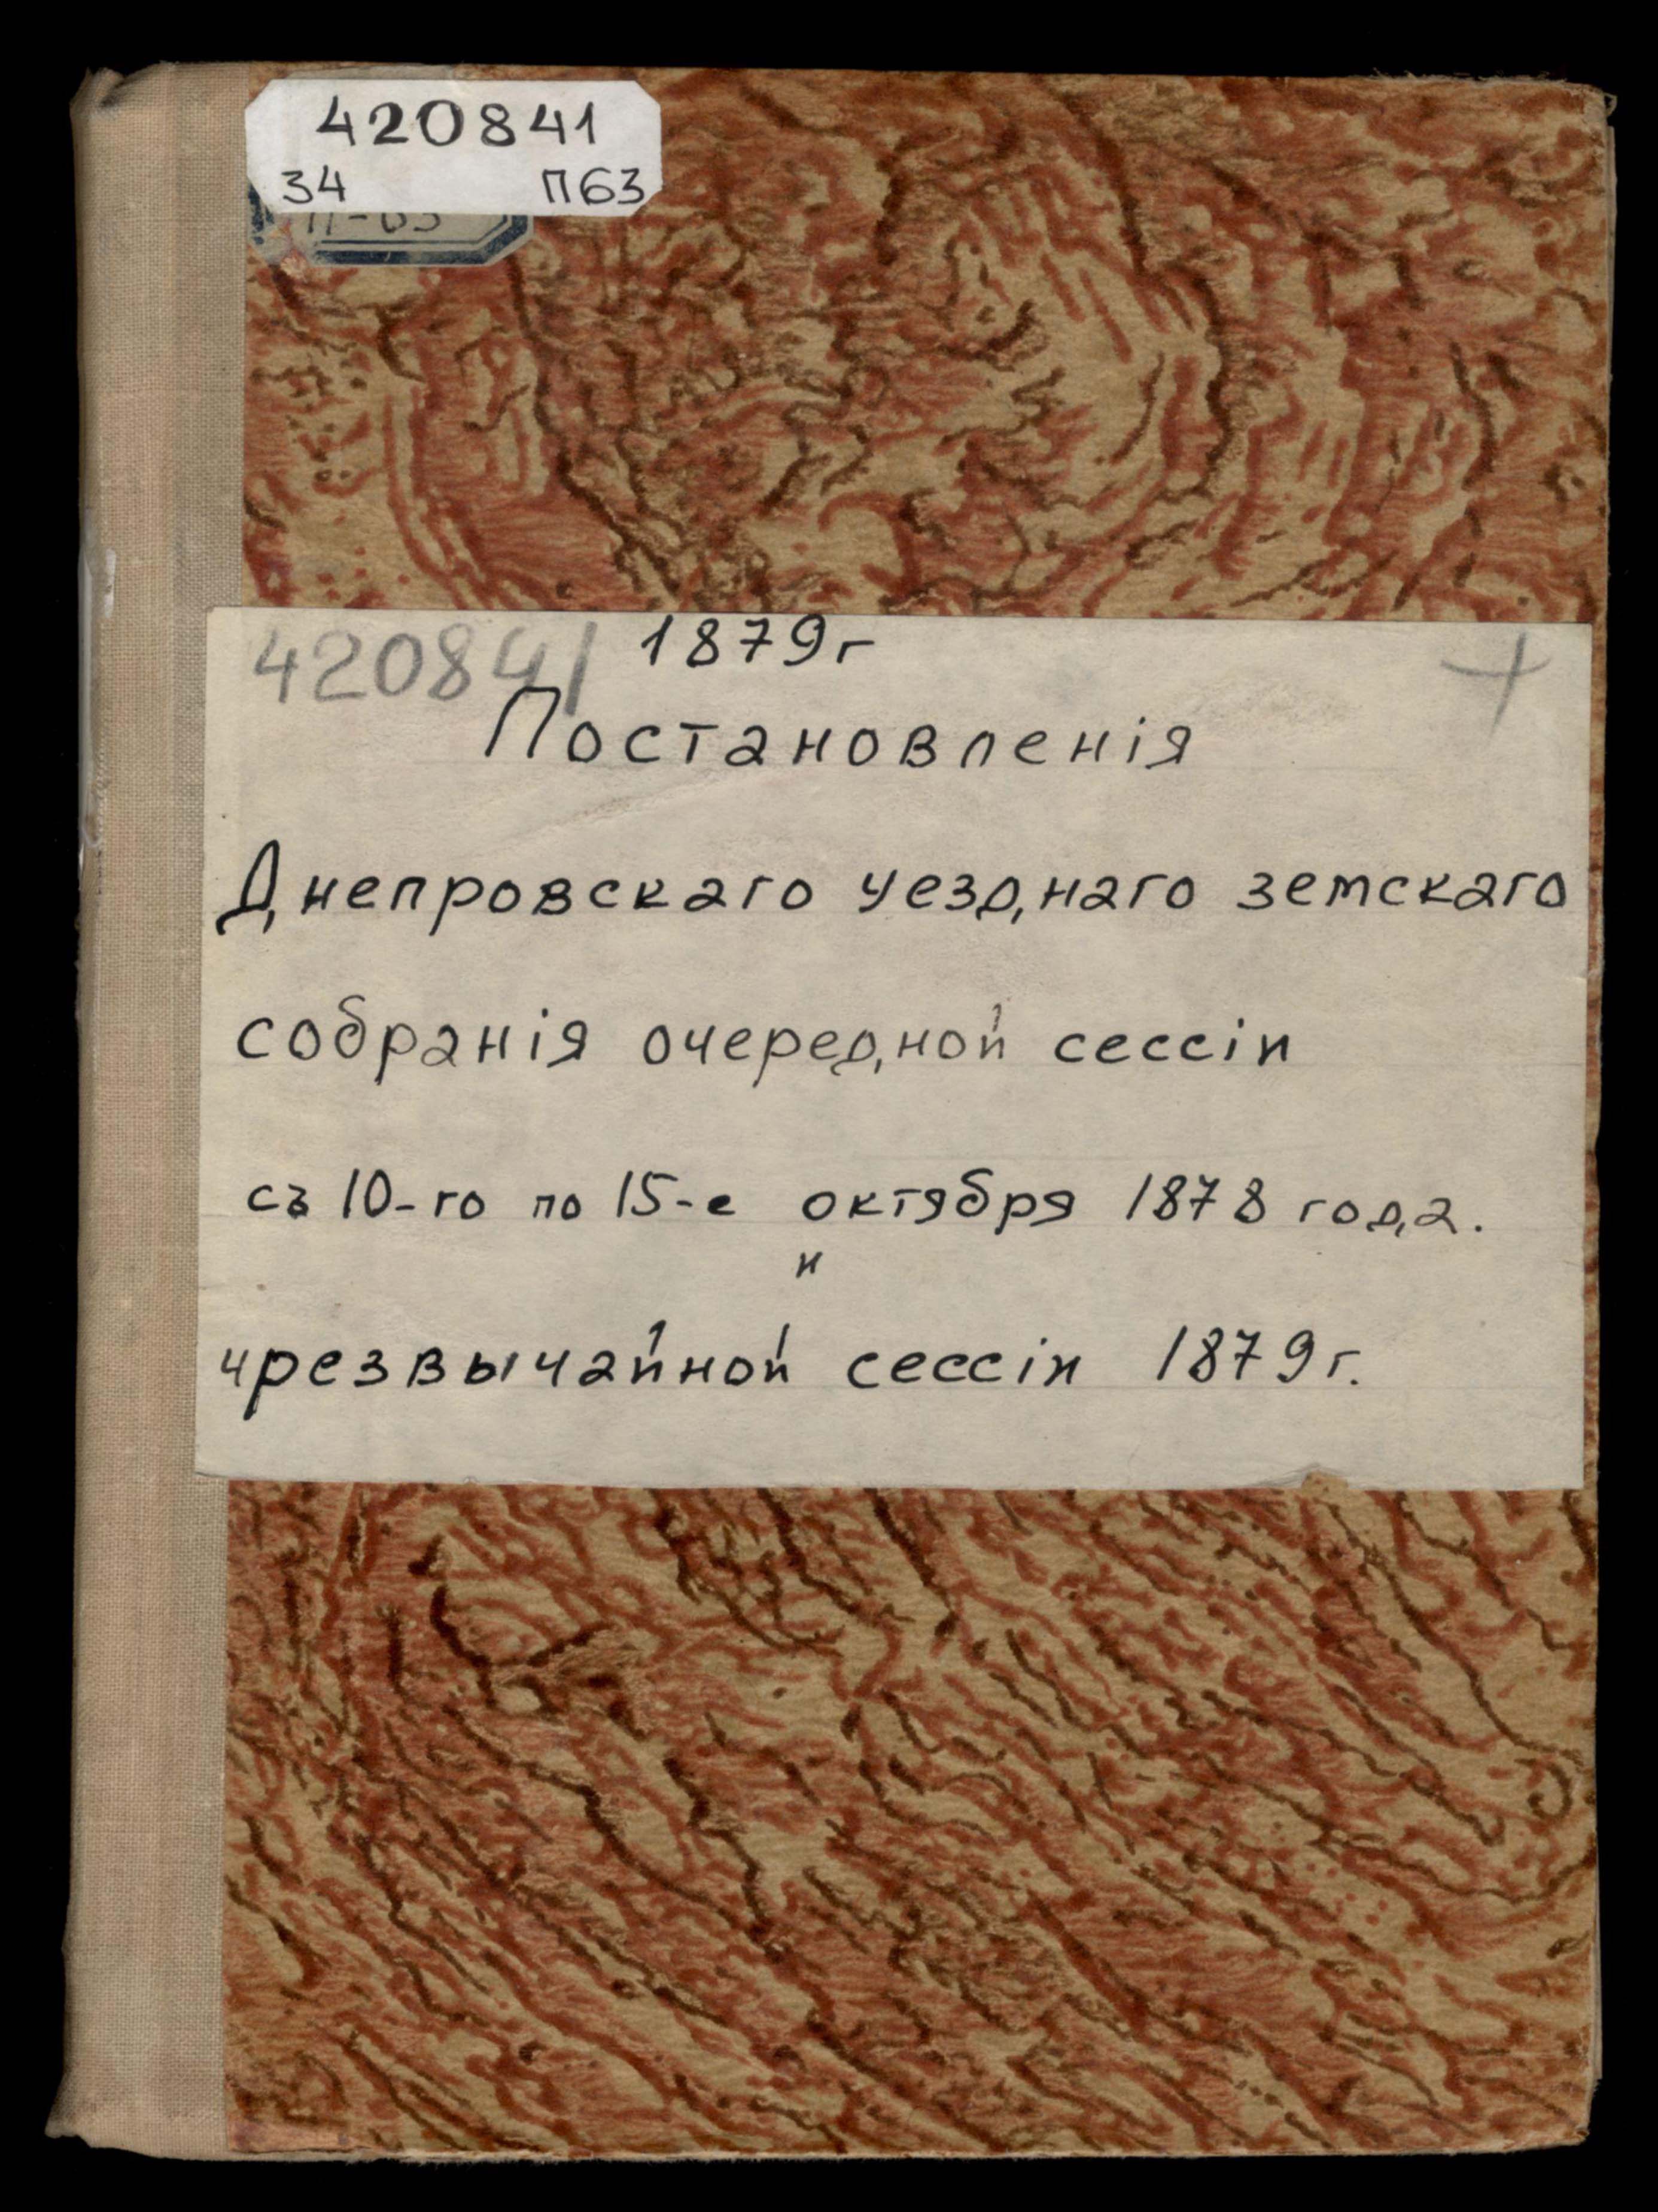 420841
34 П63
П-63
420841 1879г
Постановленія
Днепровскаго уезднаго земскаго
собранія очередной сессіи
съ 10-го по 15-е октября 1878 года.
и
чрезвычайной сессіи 1879г.